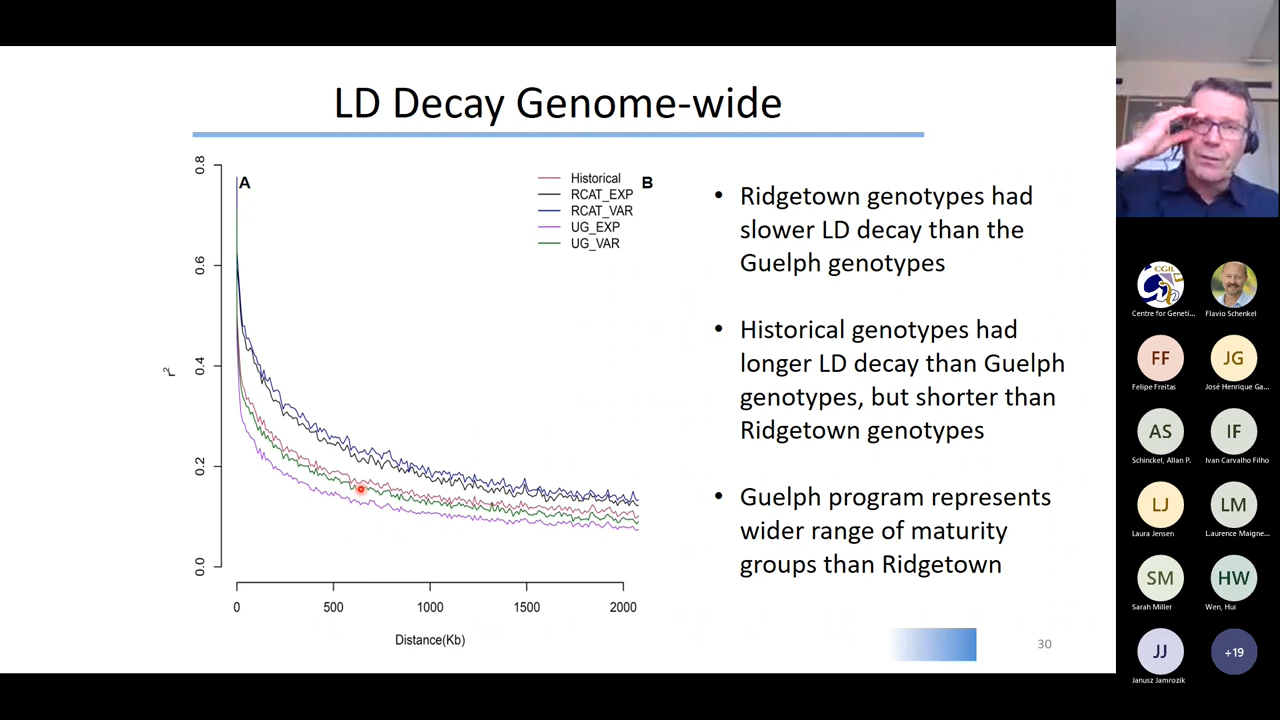 LD Decay Genome-wide
A
B
Historical
RCAT_EXP
RCAT_VAR
UG_EXP
UG_VAR
0.8
0.6
0.4
0.2
0.0
r2
0
500
1000
1500
2000
Distance(Kb)
• Ridgetown genotypes had
slower LD decay than the
Guelph genotypes
• Historical genotypes had
longer LD decay than Guelph
genotypes, but shorter than
Ridgetown genotypes
• Guelph program represents
wider range of maturity
groups than Ridgetown
30
CGIL
Centre for Geneti...
Flavio Schenkel
FF
Felipe Freitas
JG
José Henrique Ga...
AS
Schinckel, Allan P.
IF
Ivan Carvalho Filho
LJ
Laura Jensen
LM
Laurence Maigne...
SM
Sarah Miller
HW
Wen, Hui
JJ
Janusz Jamrozik
+19